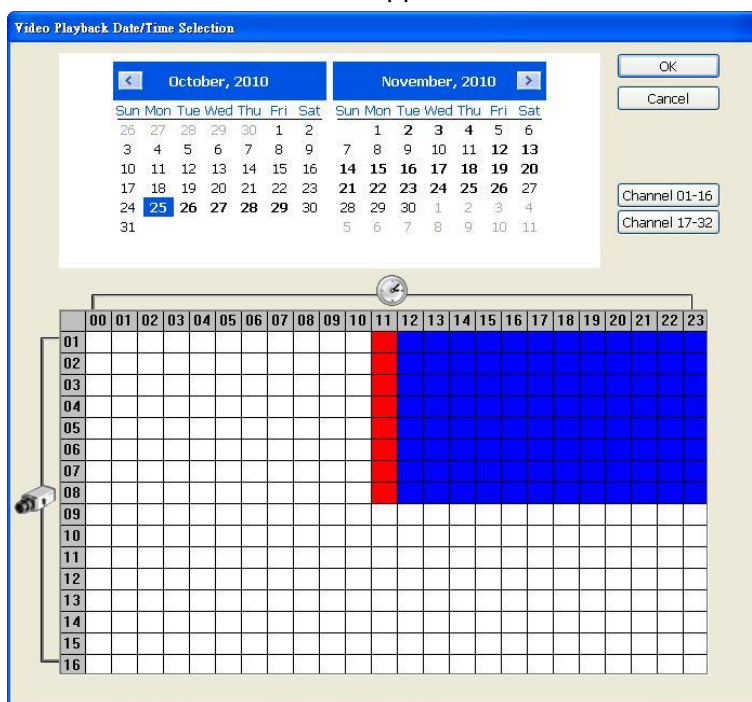 Video Playback Date/Time Selection
October, 2010 November, 2010
OK
Cancel
Sun Mon Tue Wed Thu Fri Sat Sun Mon Tue Wed Thu Fri Sat
26 27 28 29 30 1 2 1 2 3 4 5 6
3 4 5 6 7 8 9 7 8 9 10 11 12 13
10 11 12 13 14 15 16 14 15 16 17 18 19 20
17 18 19 20 21 22 23 21 22 23 24 25 26 27
24 25 26 27 28 29 30 28 29 30 1 2 3 4
31 5 6 7 8 9 10 11
Channel 01-16
Channel 17-32
00 01 02 03 04 05 06 07 08 09 10 11 12 13 14 15 16 17 18 19 20 21 22 23
01
02
03
04
05
06
07
08
09
10
11
12
13
14
15
16